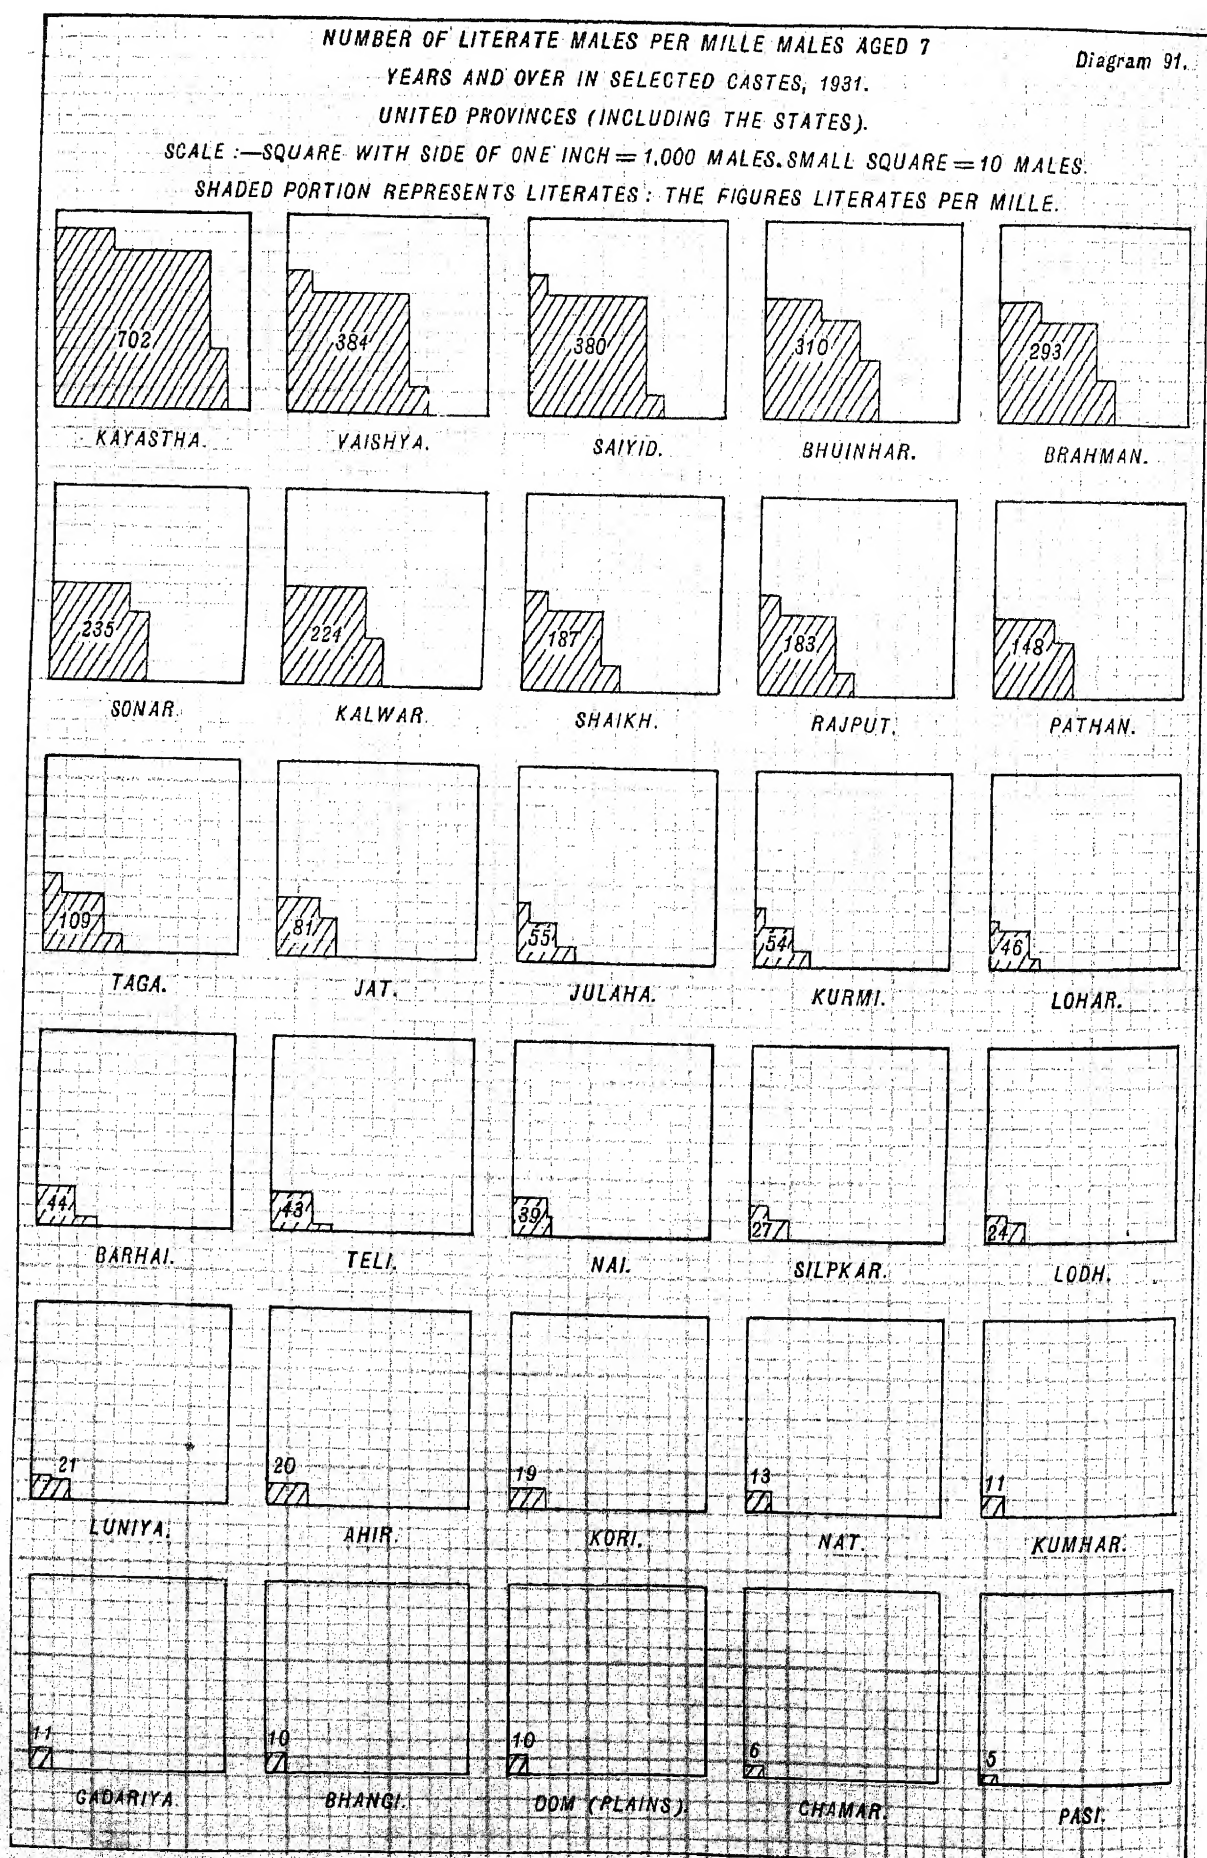 NUMBER OF LITERATE MALES PER MILLE MALES AGED 7
Diagram 91.
YEARS AND OVER IN SELECTED CASTES, 1931.
UNITED PROVINCES (INCLUDING THE STATES).
SCALE :—SQUARE WITH SIDE OF ONE INCH = 1,000 MALES. SMALL SQUARE = 10 MALES.
SHADED PORTION REPRESENTS LITERATES : THE FIGURES LITERATES PER MILLE.
702 384 380 310 293
KAYASTHA. VAISHYA. SAIYID. BHUINHAR. BRAHMAN.
235 224 187 183 148
SONAR. KALWAR. SHAIKH. RAJPUT. PATHAN.
109 81 55 54 46
TAGA. JAT. JULAHA. KURMI. LOHAR.
44 43 39 27 24
BARHAI. TELI. NAI. SILPKAR. LODH.
21 20 19 13 11
LUNIYA. AHIR. KORI. NAT. KUMHAR.
11 10 10 6 5
GADARIYA BHANGI. DOM (PLAINS). CHAMAR. PASI.